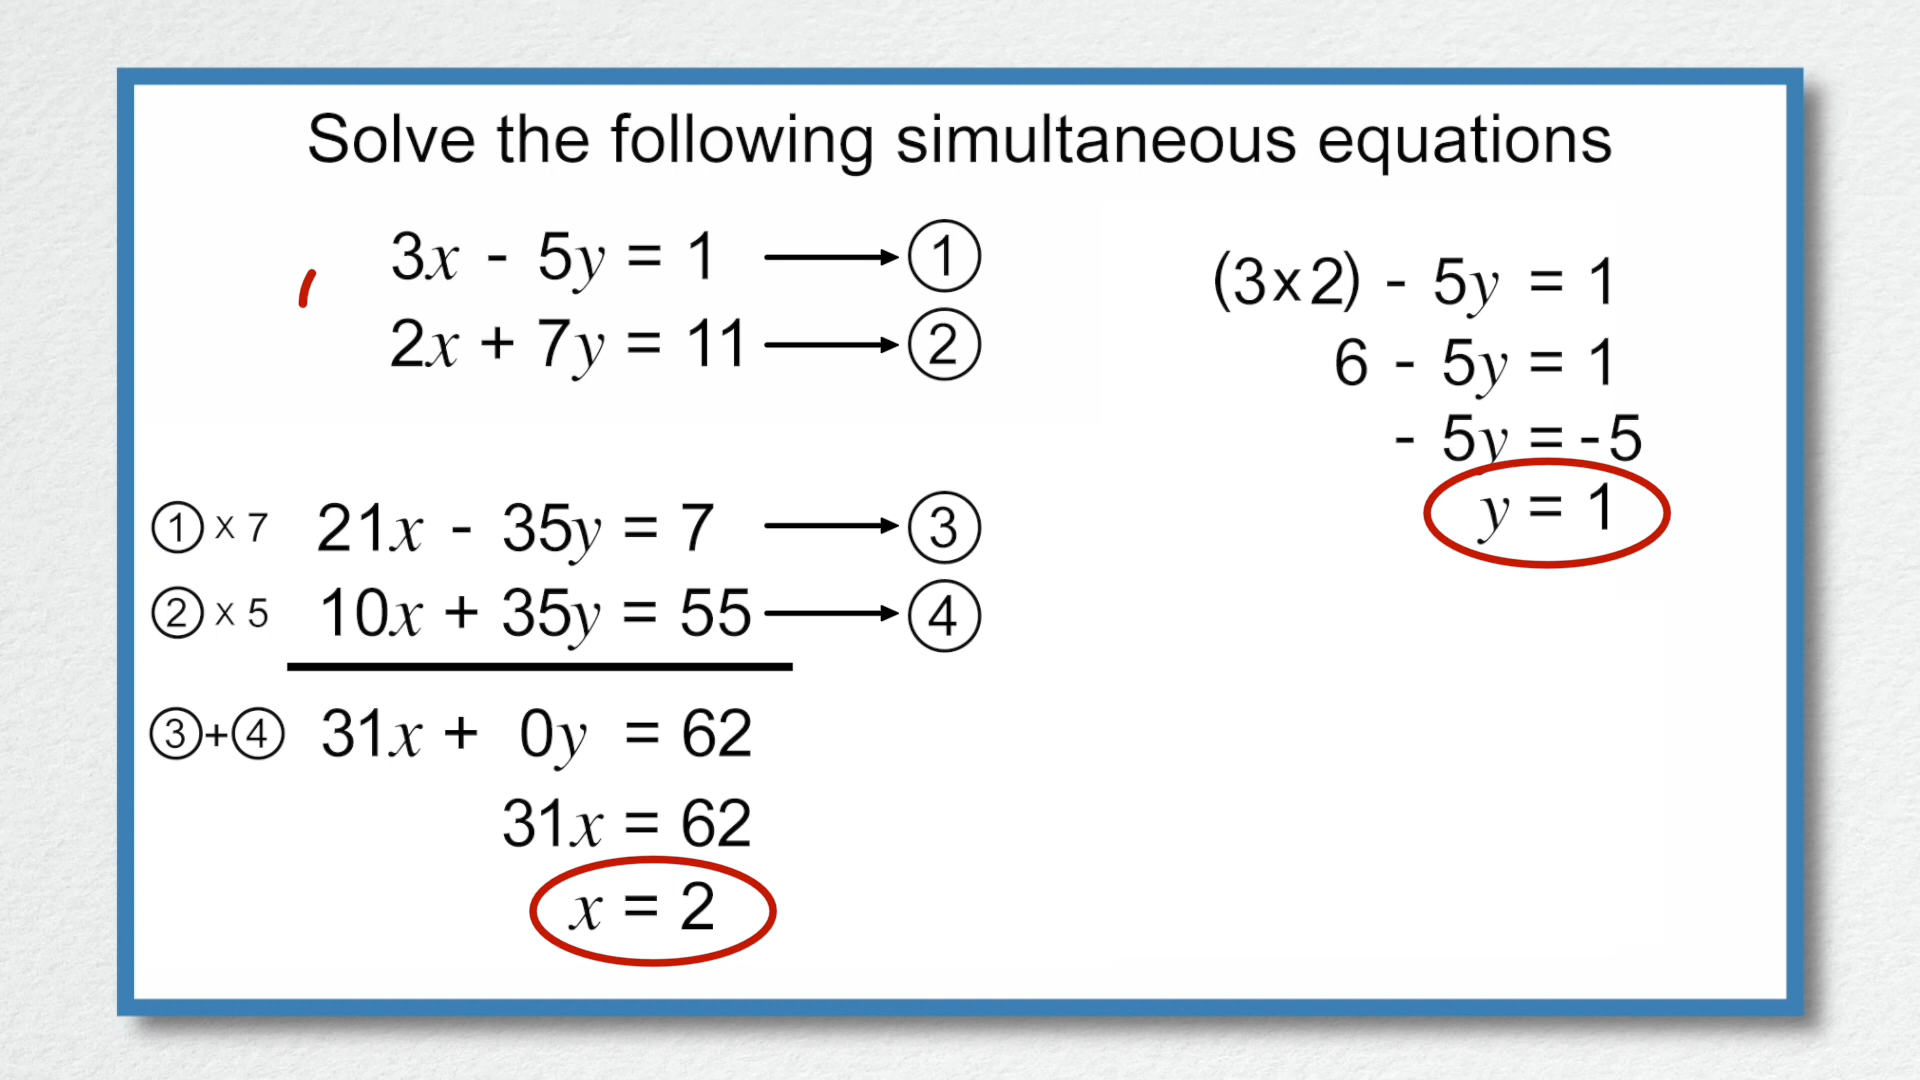 Solve the following simultaneous equations
3x - 5y = 1 ⟶ ①
2x + 7y = 11 ⟶ ②
① x 7 21x - 35y = 7 ⟶ ③
② x 5 10x + 35y = 55 ⟶ ④
③+④ 31x + 0y = 62
31x = 62
x = 2
(3x2) - 5y = 1
6 - 5y = 1
- 5y = -5
y = 1